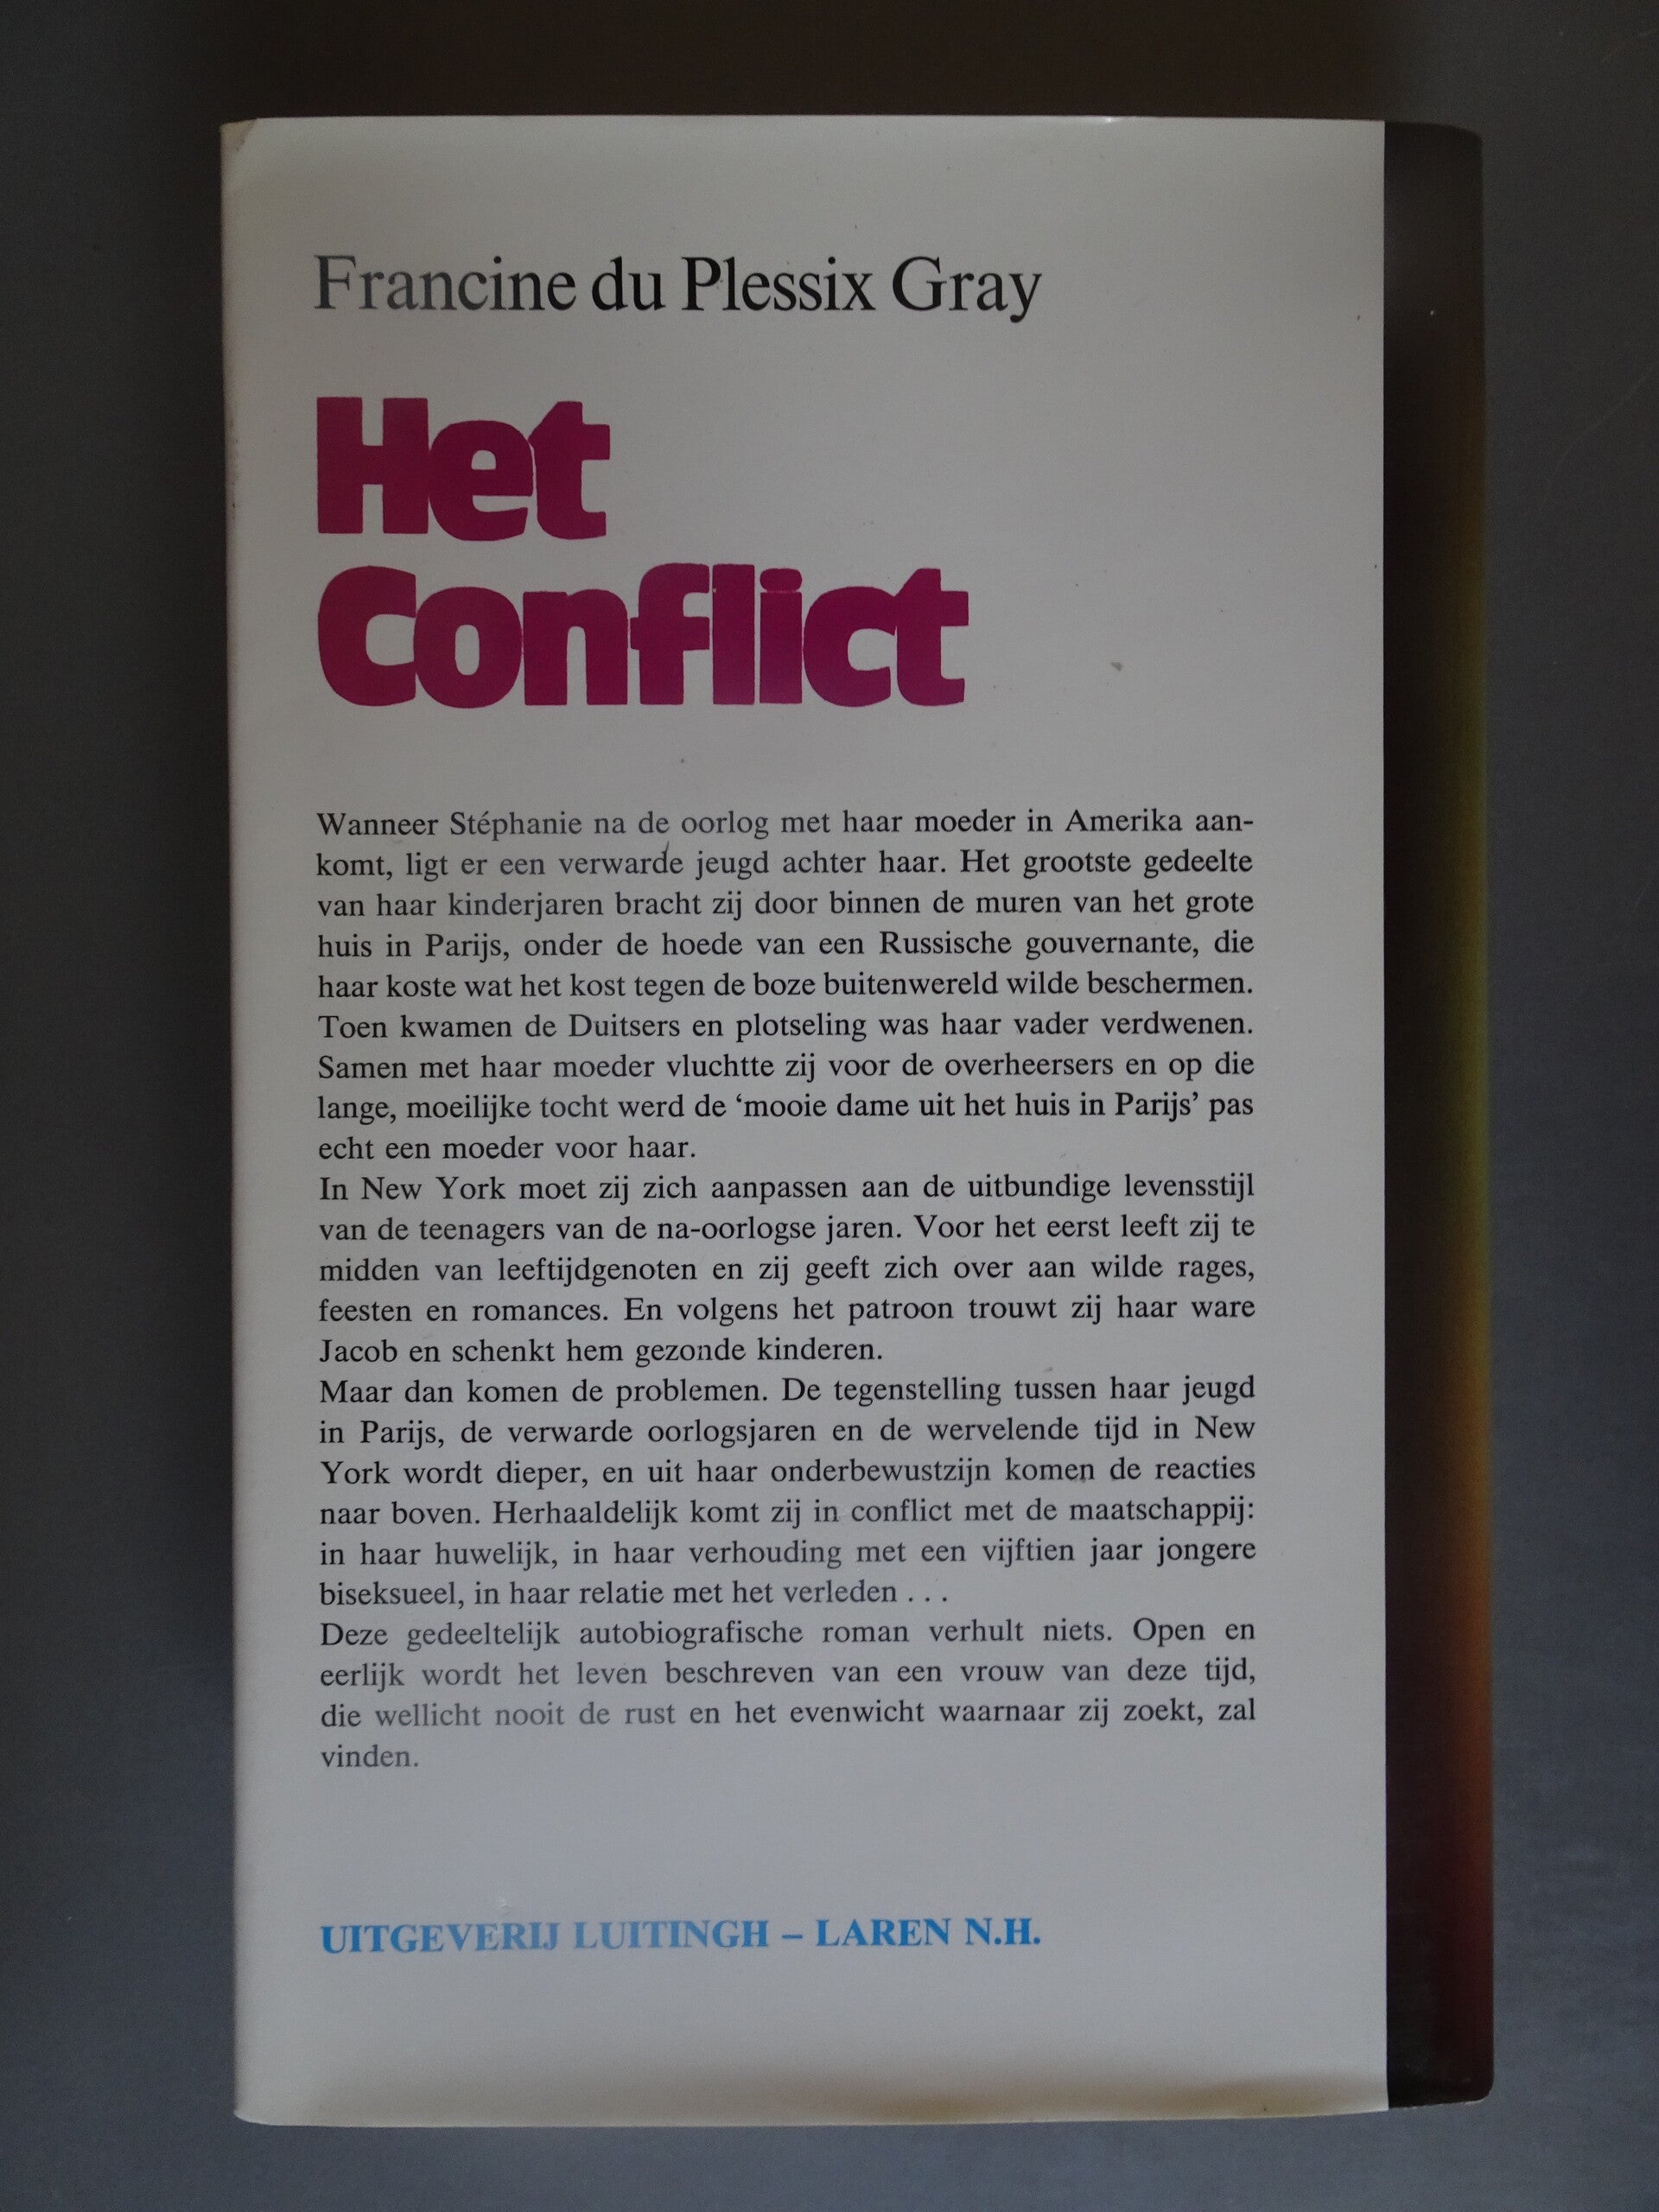 Francine du Plessix Gray
Het
Conflict
Wanneer Stéphanie na de oorlog met haar moeder in Amerika aan-
komt, ligt er een verwarde jeugd achter haar. Het grootste gedeelte
van haar kinderjaren bracht zij door binnen de muren van het grote
huis in Parijs, onder de hoede van een Russische gouvernante, die
haar koste wat het kost tegen de boze buitenwereld wilde beschermen.
Toen kwamen de Duitsers en plotseling was haar vader verdwenen.
Samen met haar moeder vluchtte zij voor de overheersers en op die
lange, moeilijke tocht werd de ‘mooie dame uit het huis in Parijs’ pas
echt een moeder voor haar.
In New York moet zij zich aanpassen aan de uitbundige levensstijl
van de teenagers van de na-oorlogse jaren. Voor het eerst leeft zij te
midden van leeftijdgenoten en zij geeft zich over aan wilde rages,
feesten en romances. En volgens het patroon trouwt zij haar ware
Jacob en schenkt hem gezonde kinderen.
Maar dan komen de problemen. De tegenstelling tussen haar jeugd
in Parijs, de verwarde oorlogsjaren en de wervelende tijd in New
York wordt dieper, en uit haar onderbewustzijn komen de reacties
naar boven. Herhaaldelijk komt zij in conflict met de maatschappij:
in haar huwelijk, in haar verhouding met een vijftien jaar jongere
biseksueel, in haar relatie met het verleden . . .
Deze gedeeltelijk autobiografische roman verhult niets. Open en
eerlijk wordt het leven beschreven van een vrouw van deze tijd,
die wellicht nooit de rust en het evenwicht waarnaar zij zoekt, zal
vinden.
UITGEVERIJ LUITINGH – LAREN N.H.